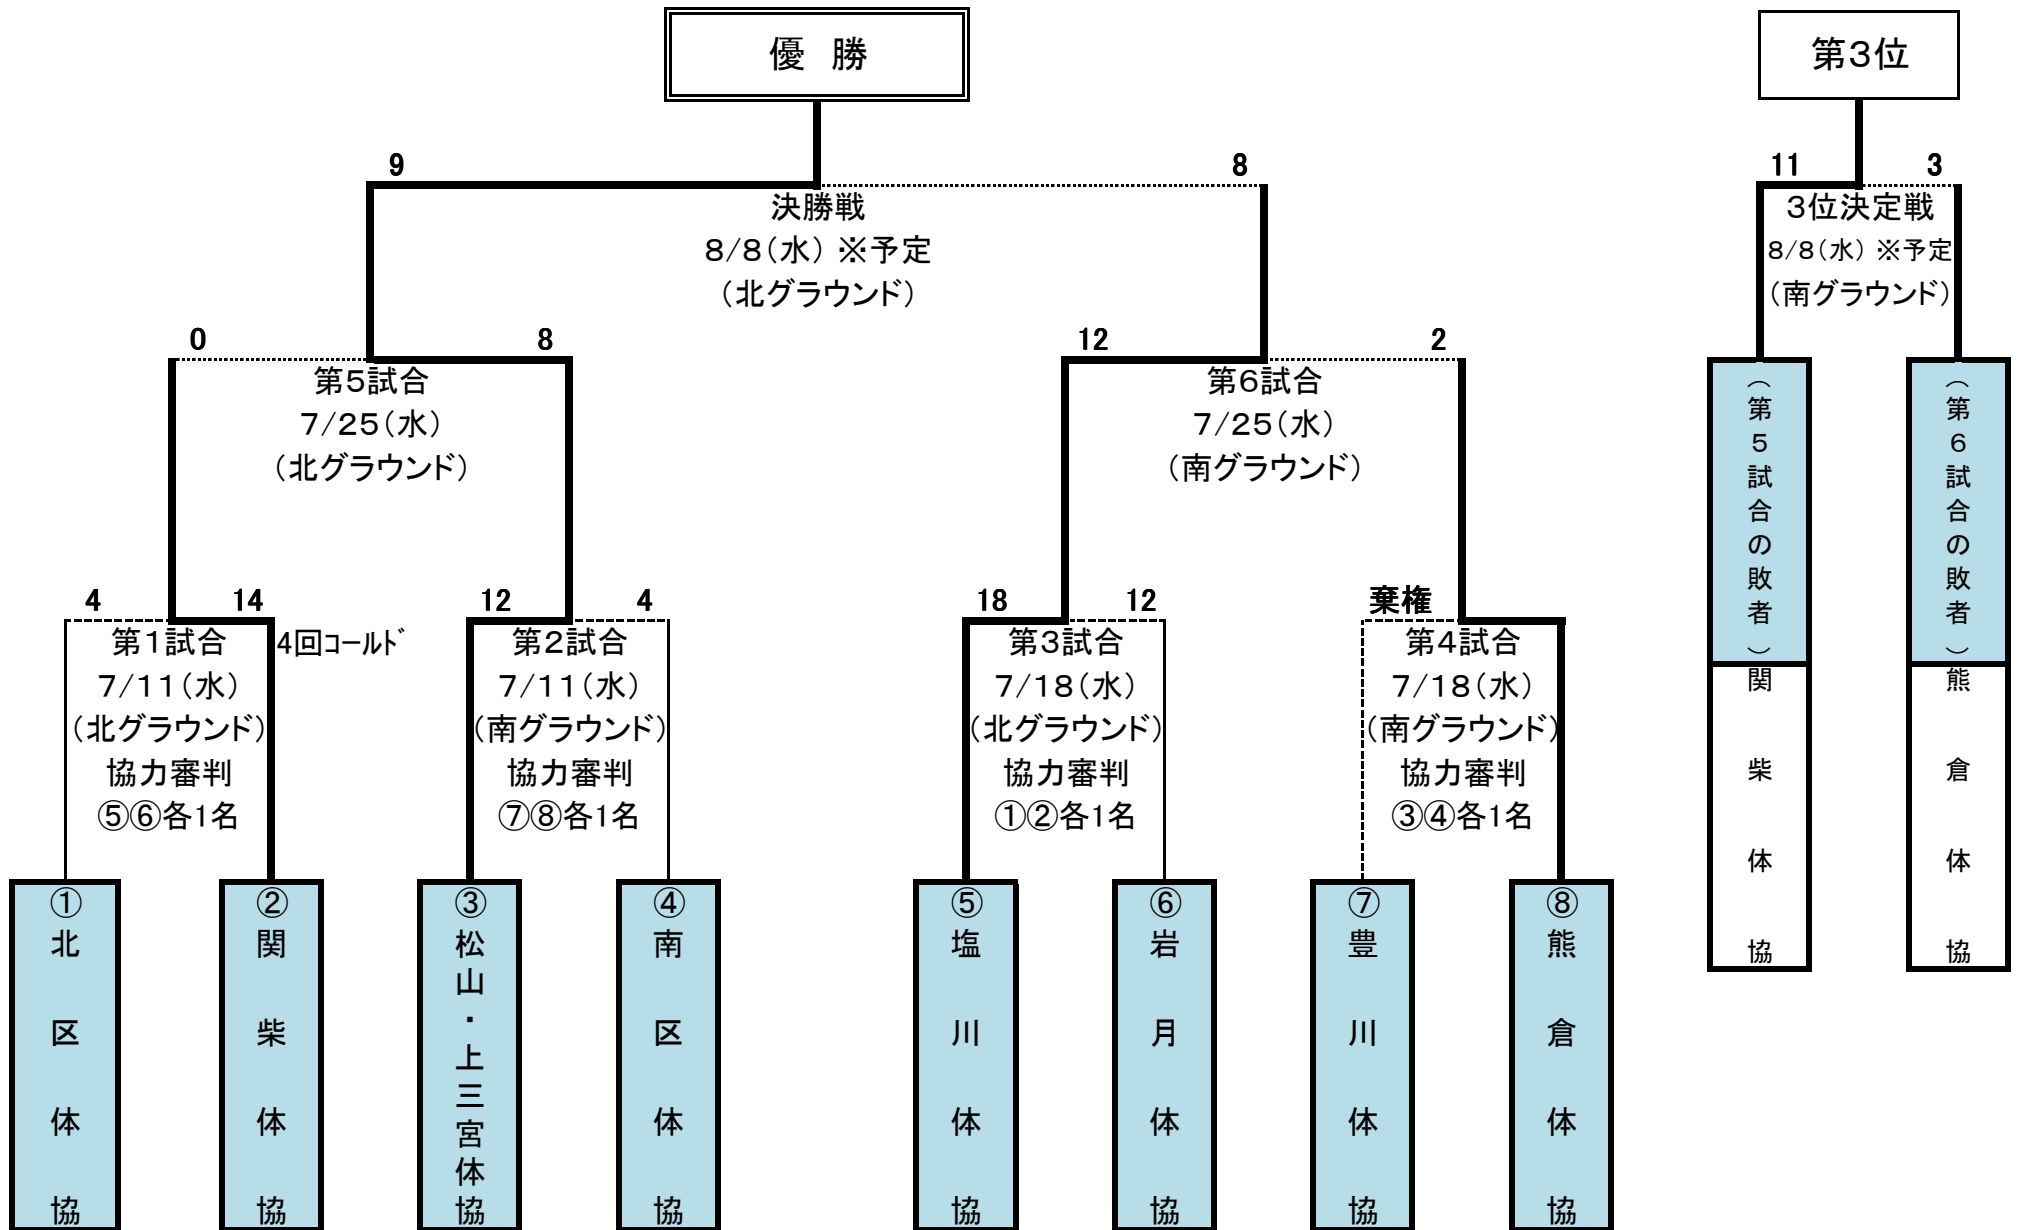 優 勝
第3位
9
8
11
3
決勝戦
8/8(水) ※予定
(北グラウンド)
3位決定戦
8/8(水) ※予定
(南グラウンド)
0
8
12
2
第5試合
7/25(水)
(北グラウンド)
第6試合
7/25(水)
(南グラウンド)
(第5試合の敗者)
関柴体協
(第6試合の敗者)
熊倉体協
4
14
12
4
18
12
棄権
第1試合
7/11(水)
(北グラウンド)
協力審判
⑤⑥各1名
4回コールド
第2試合
7/11(水)
(南グラウンド)
協力審判
⑦⑧各1名
第3試合
7/18(水)
(北グラウンド)
協力審判
①②各1名
第4試合
7/18(水)
(南グラウンド)
協力審判
③④各1名
①北区体協
②関柴体協
③松山・上三宮体協
④南区体協
⑤塩川体協
⑥岩月体協
⑦豊川体協
⑧熊倉体協